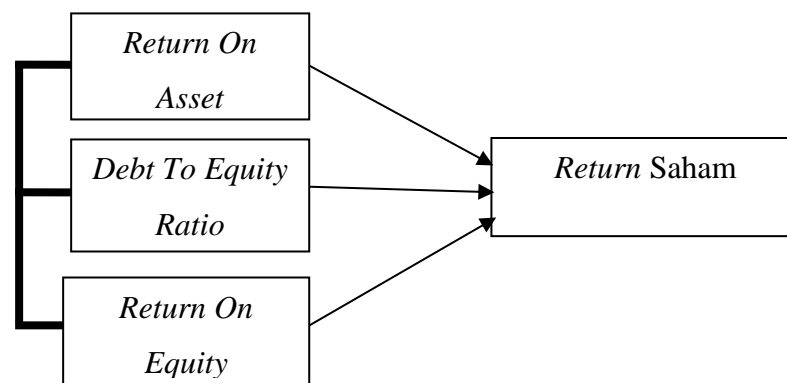 Return On
Asset
Debt To Equity
Ratio
Return Saham
Return On
Equity